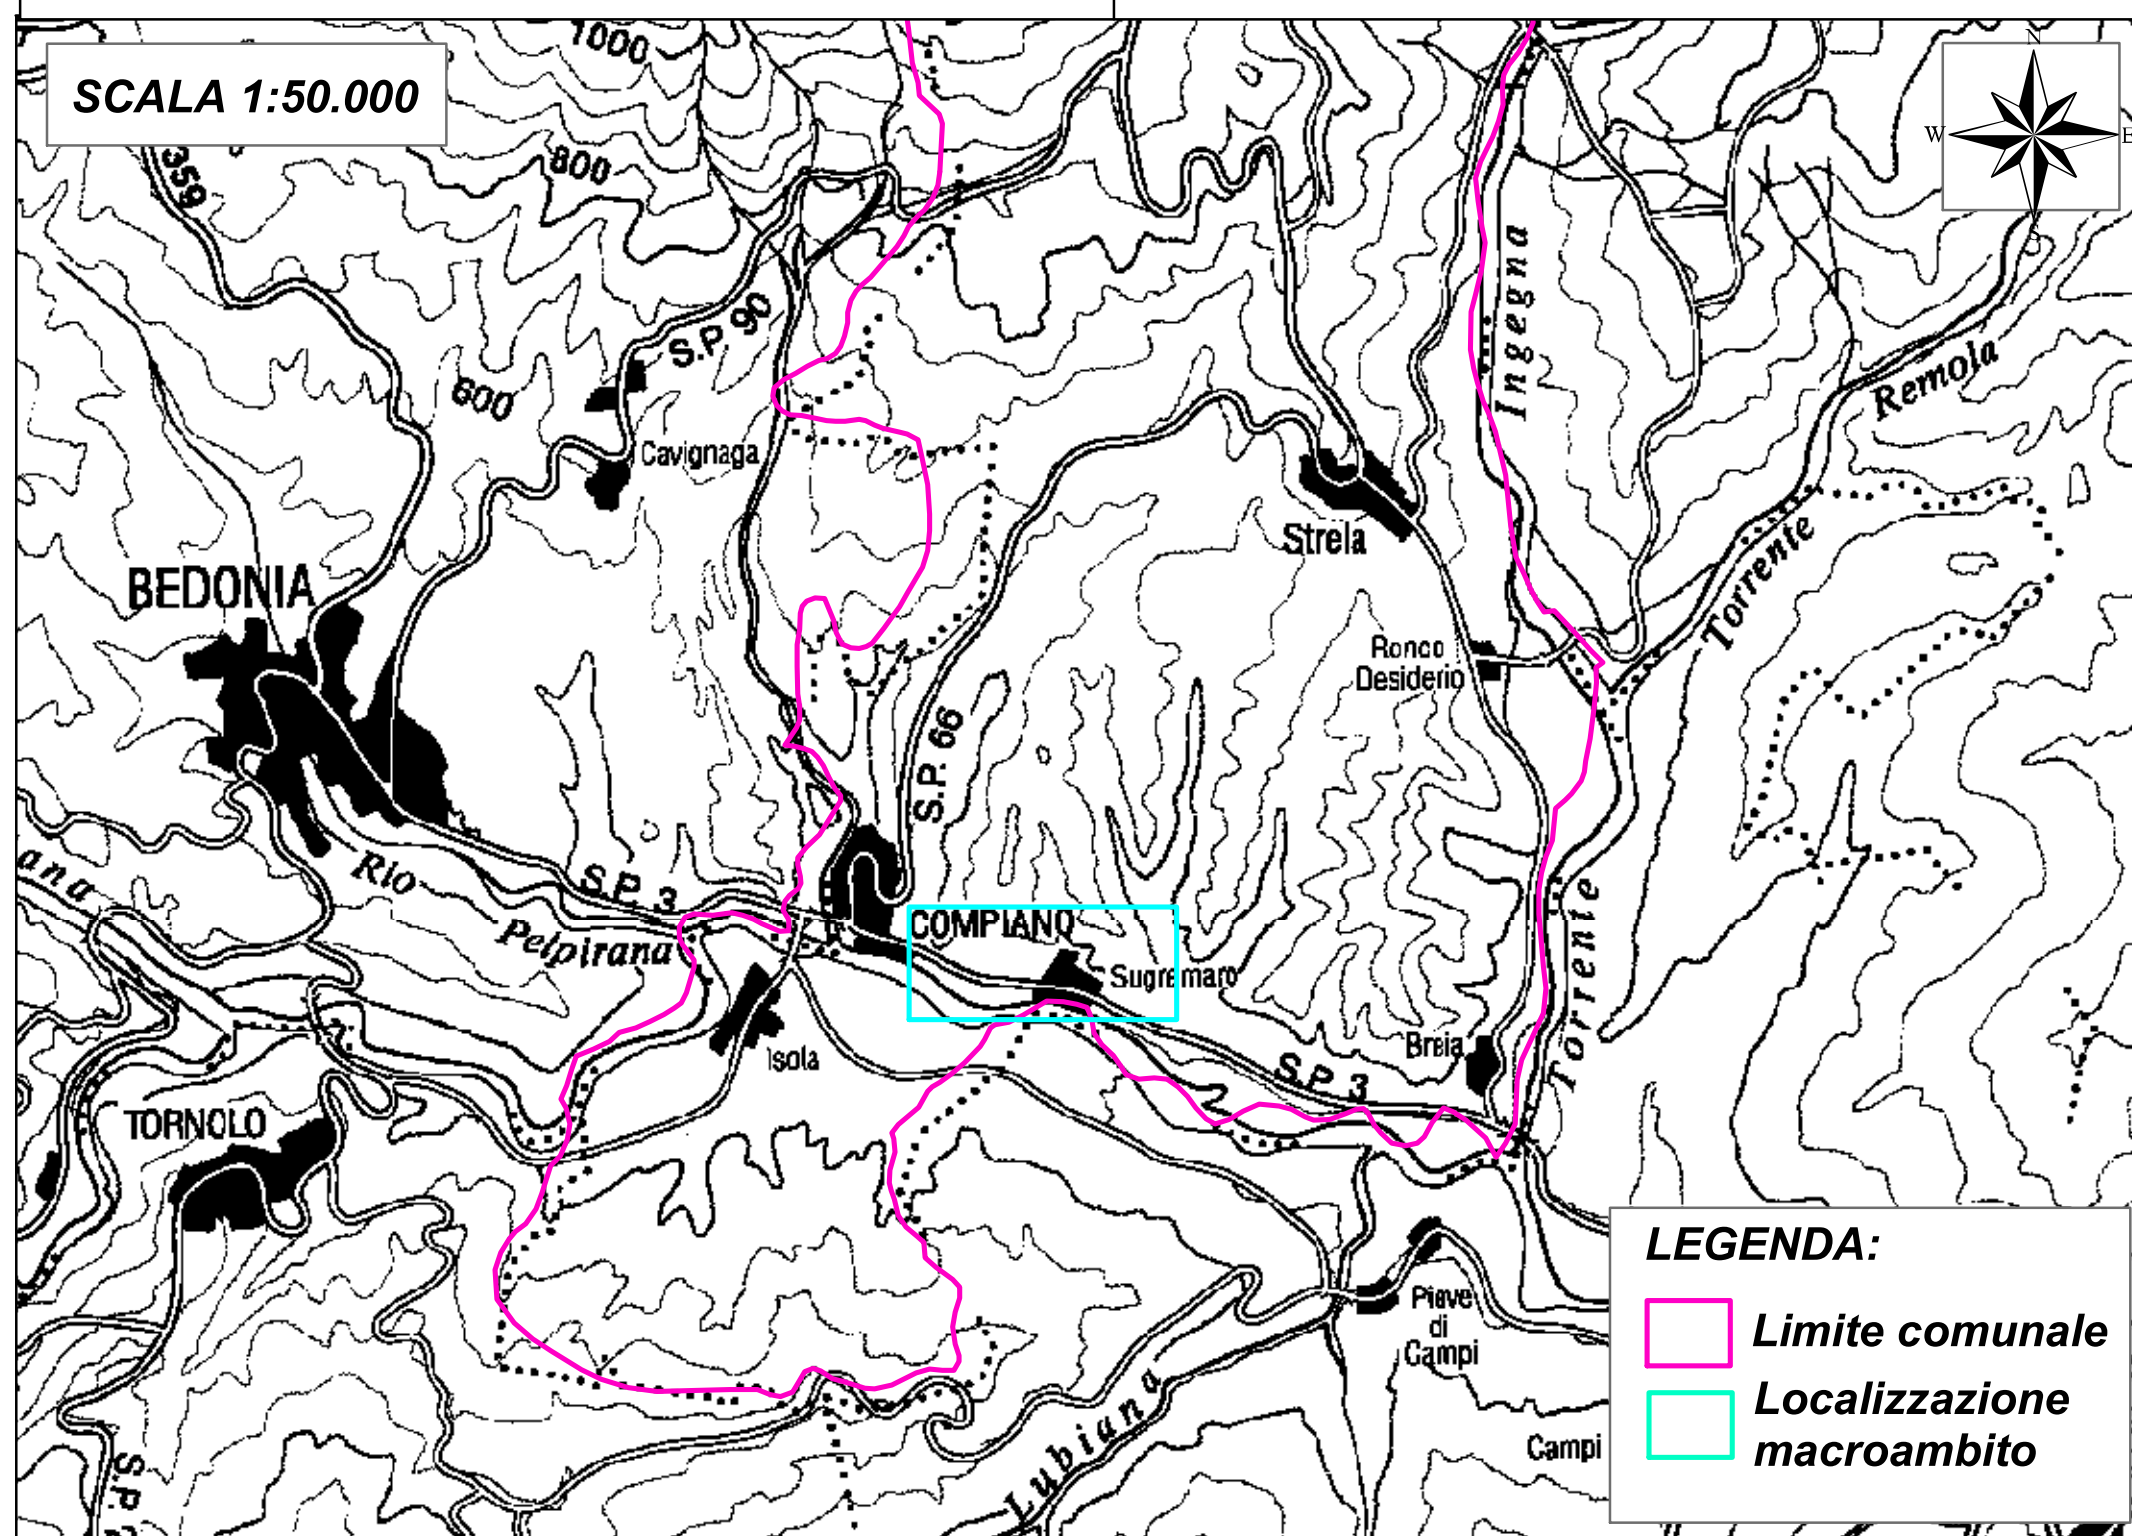 1000
SCALA 1:50.000
N
W
E
S
359
800
Ingegna
S.P. 90
600
Remola
Cavignaga
Strela
Torrente
BEDONIA
Ronco
Desiderio
S.P. 66
ana
Rio
S.P. 3
Pelpirana
COMPIANO
Sugremaro
Torrente
Isola
Breia
S.P. 3
TORNOLO
LEGENDA:
Pieve
di
Campi
Limite comunale
Localizzazione
macroambito
Lubiana
Campi
S.P.